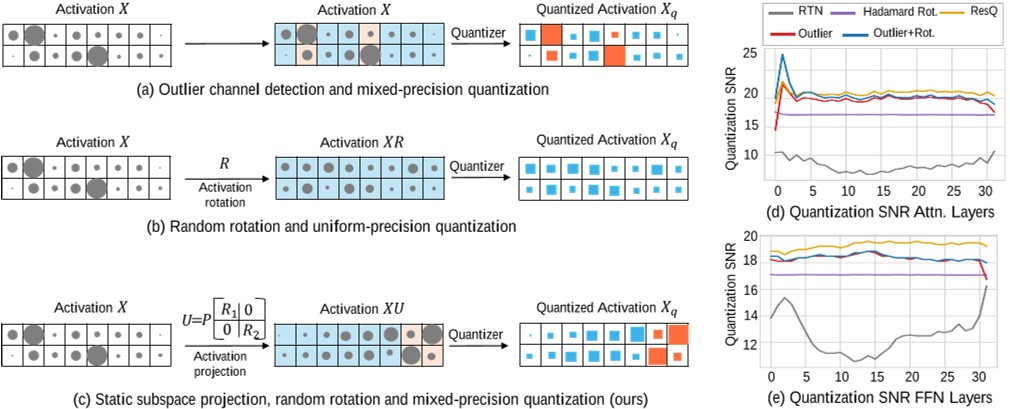 Activation X
Activation X
Quantized Activation Xq
Quantizer
(a) Outlier channel detection and mixed-precision quantization
Activation X
R
Activation
rotation
Activation XR
Quantizer
Quantized Activation Xq
(b) Random rotation and uniform-precision quantization
Activation X
U=P [R1 0
0 R2]
Activation
projection
Activation XU
Quantizer
Quantized Activation Xq
(c) Static subspace projection, random rotation and mixed-precision quantization (ours)
RTN Hadamard Rot. ResQ
Outlier Outlier+Rot.
Quantization SNR
25
20
15
10
0 5 10 15 20 25 30
(d) Quantization SNR Attn. Layers
Quantization SNR
20
18
16
14
12
0 5 10 15 20 25 30
(e) Quantization SNR FFN Layers